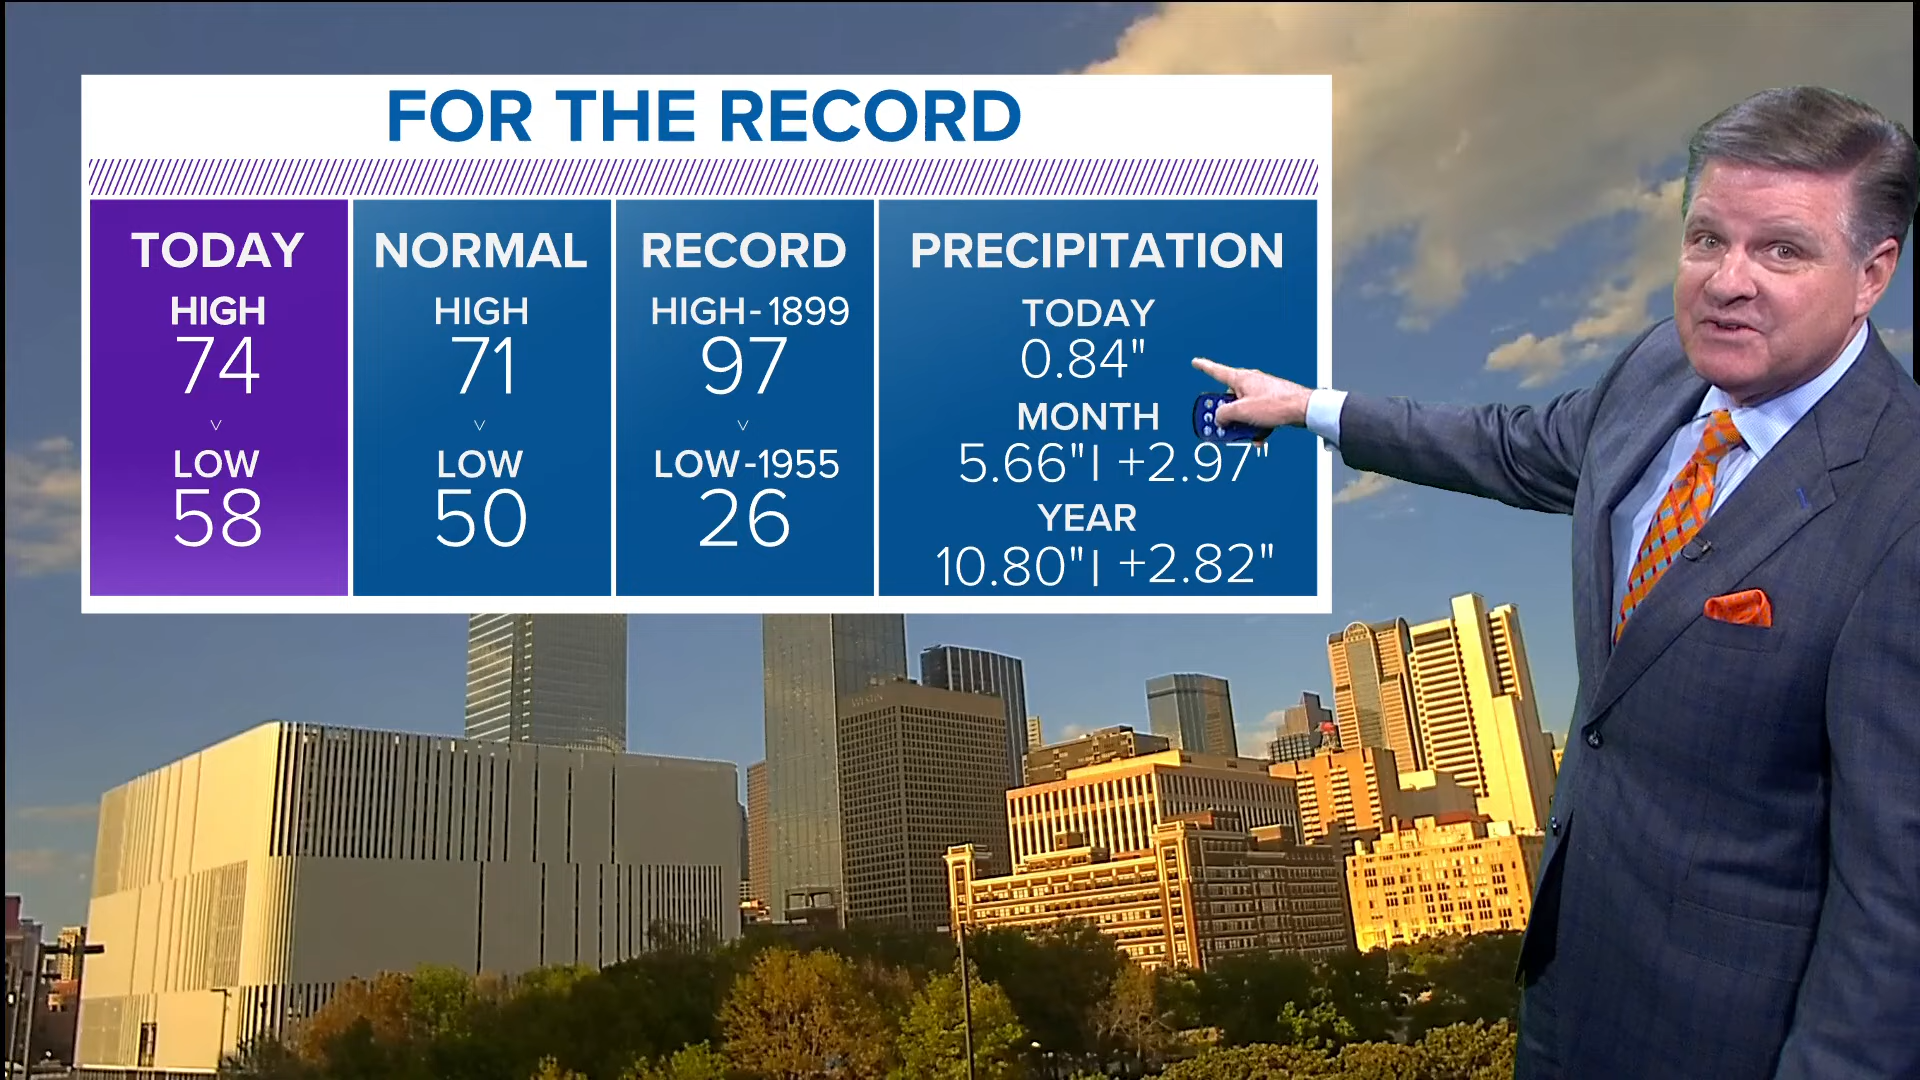 FOR THE RECORD
TODAY
HIGH
74
LOW
58
NORMAL
HIGH
71
LOW
50
RECORD
HIGH-1899
97
LOW-1955
26
PRECIPITATION
TODAY
0.84"
MONTH
5.66"| +2.97"
YEAR
10.80"| +2.82"